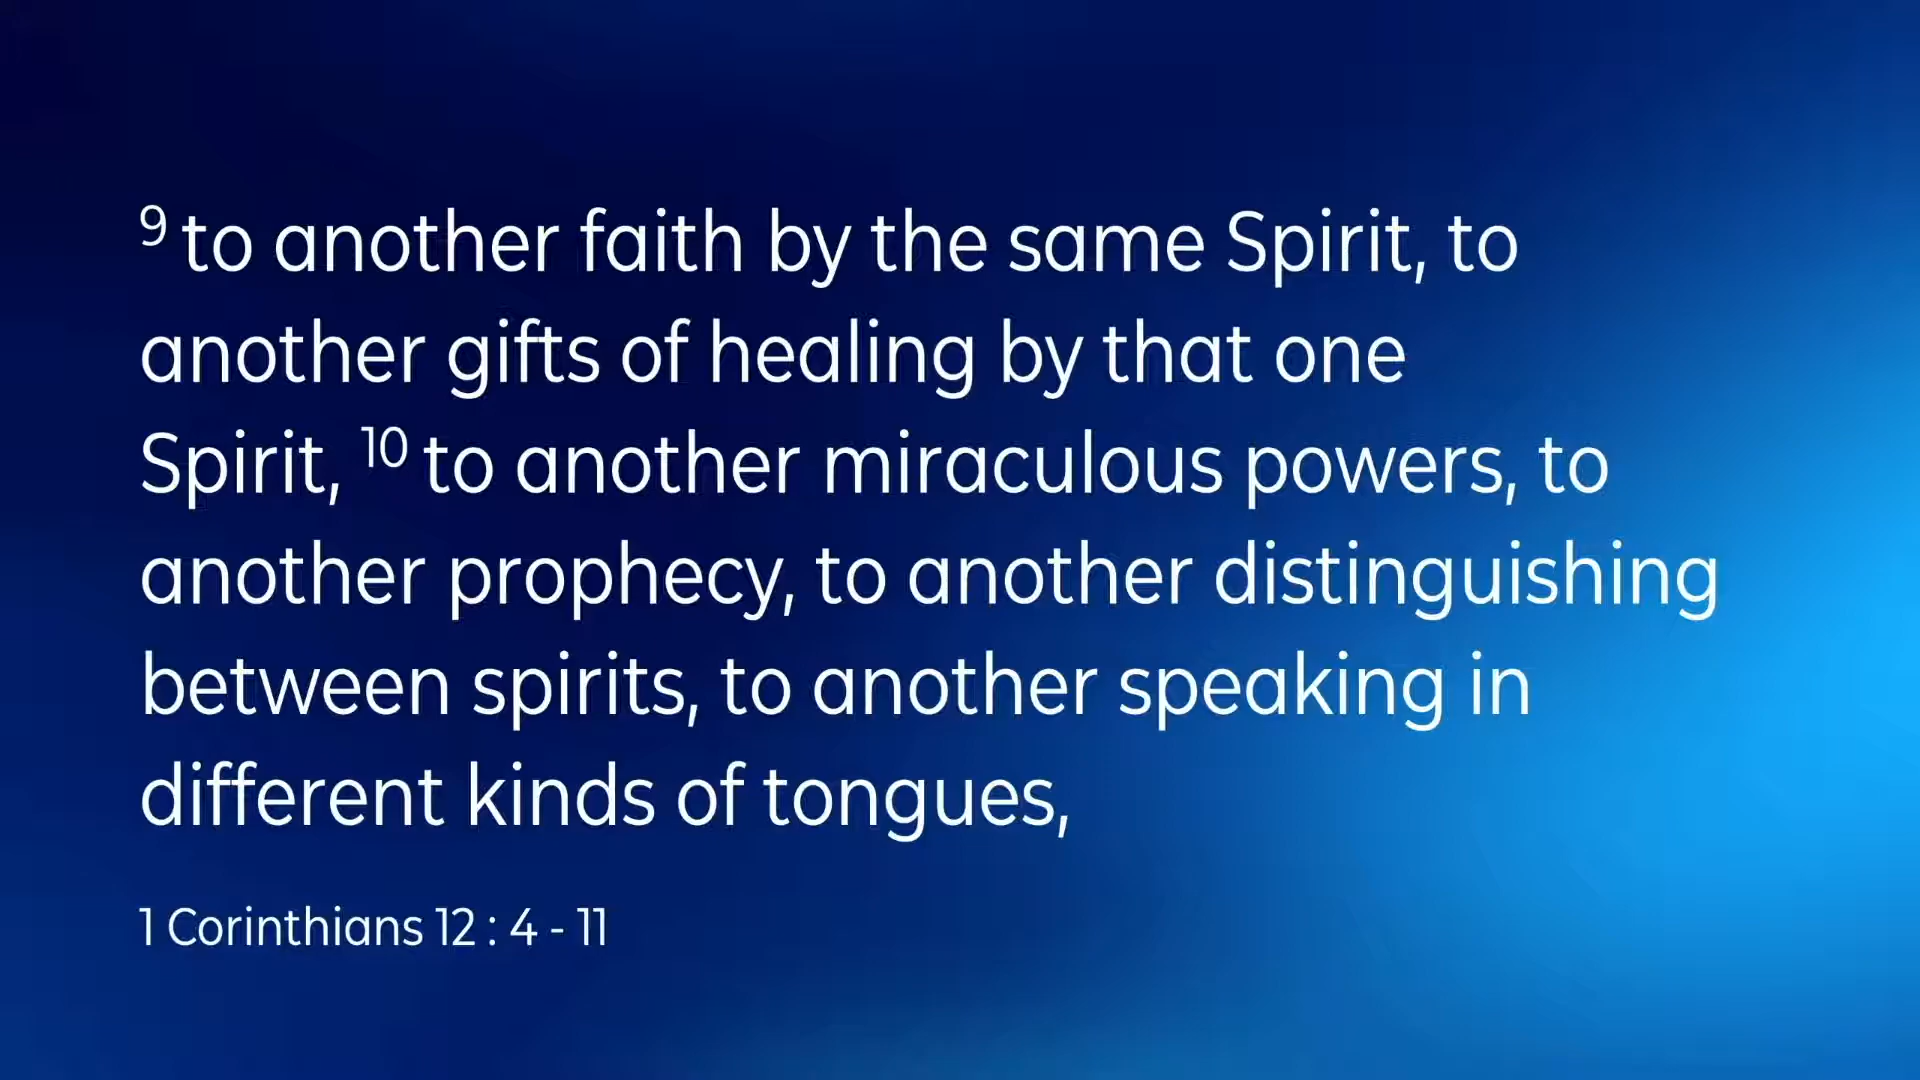 9 to another faith by the same Spirit, to
another gifts of healing by that one
Spirit, 10 to another miraculous powers, to
another prophecy, to another distinguishing
between spirits, to another speaking in
different kinds of tongues,
1 Corinthians 12 : 4 - 11